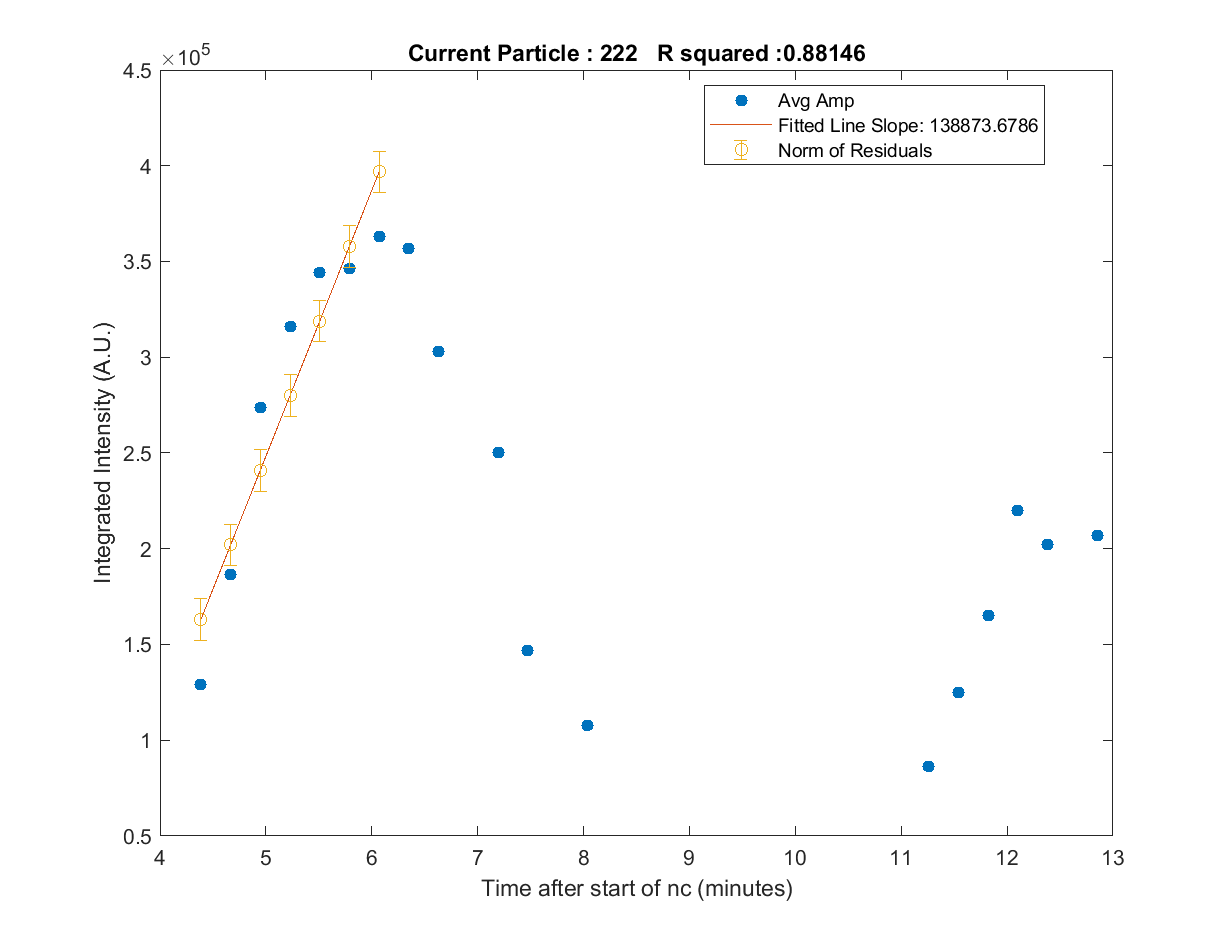 Current Particle : 222   R squared :0.88146
×10^5
4.5
4
3.5
3
2.5
2
1.5
1
0.5
Integrated Intensity (A.U.)
Avg Amp
Fitted Line Slope: 138873.6786
Norm of Residuals
4 5 6 7 8 9 10 11 12 13
Time after start of nc (minutes)